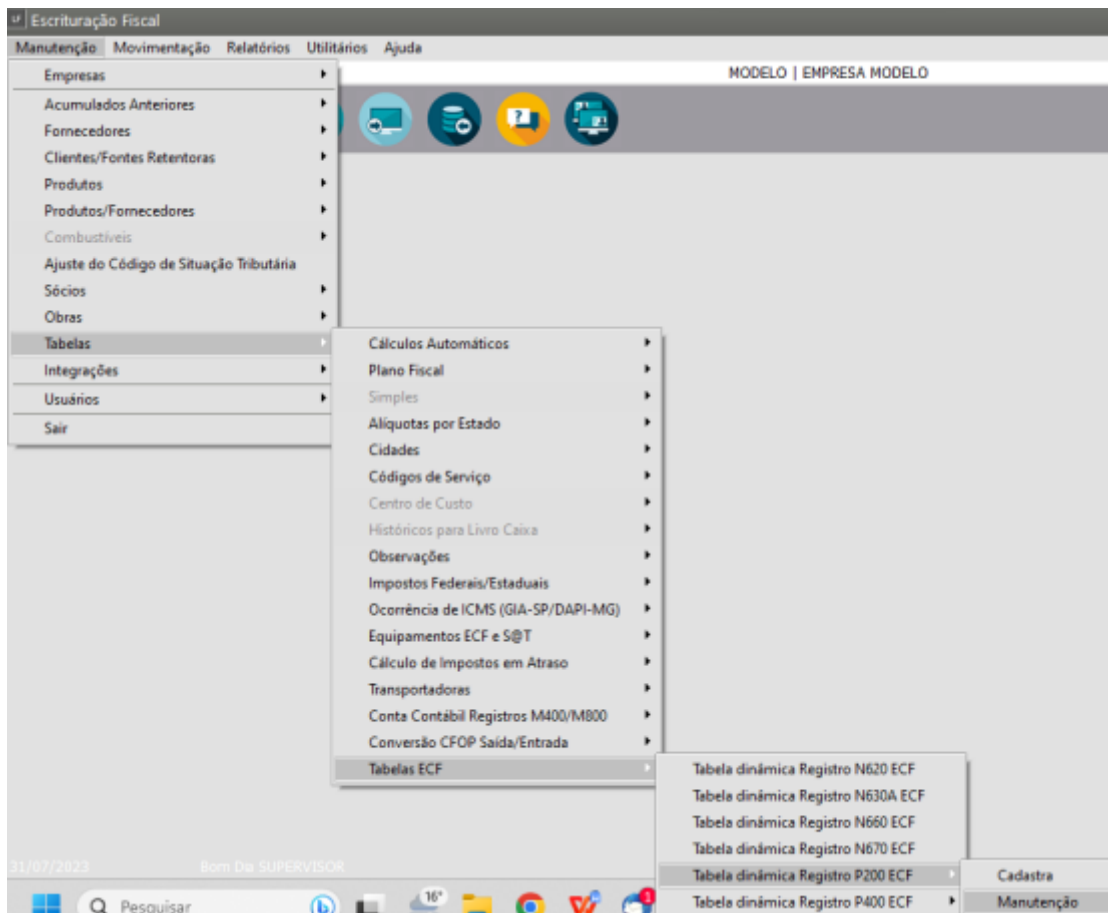 Escrituração Fiscal
Manutenção Movimentação Relatórios Utilitários Ajuda
MODELO | EMPRESA MODELO
Empresas
Acumulados Anteriores
Fornecedores
Clientes/Fontes Retentoras
Produtos
Produtos/Fornecedores
Combustíveis
Ajuste do Código de Situação Tributária
Sócios
Obras
Tabelas
Integrações
Usuários
Sair
Cálculos Automáticos
Plano Fiscal
Simples
Alíquotas por Estado
Cidades
Códigos de Serviço
Centro de Custo
Históricos para Livro Caixa
Observações
Impostos Federais/Estaduais
Ocorrência de ICMS (GIA-SP/DAPI-MG)
Equipamentos ECF e S@T
Cálculo de Impostos em Atraso
Transportadoras
Conta Contábil Registros M400/M800
Conversão CFOP Saída/Entrada
Tabelas ECF
Tabela dinâmica Registro N620 ECF
Tabela dinâmica Registro N630A ECF
Tabela dinâmica Registro N660 ECF
Tabela dinâmica Registro N670 ECF
Tabela dinâmica Registro P200 ECF
Tabela dinâmica Registro P400 ECF
Cadastra
Manutenção
31/07/2023 Bom Dia SUPERVISOR
Pesquisar
16°